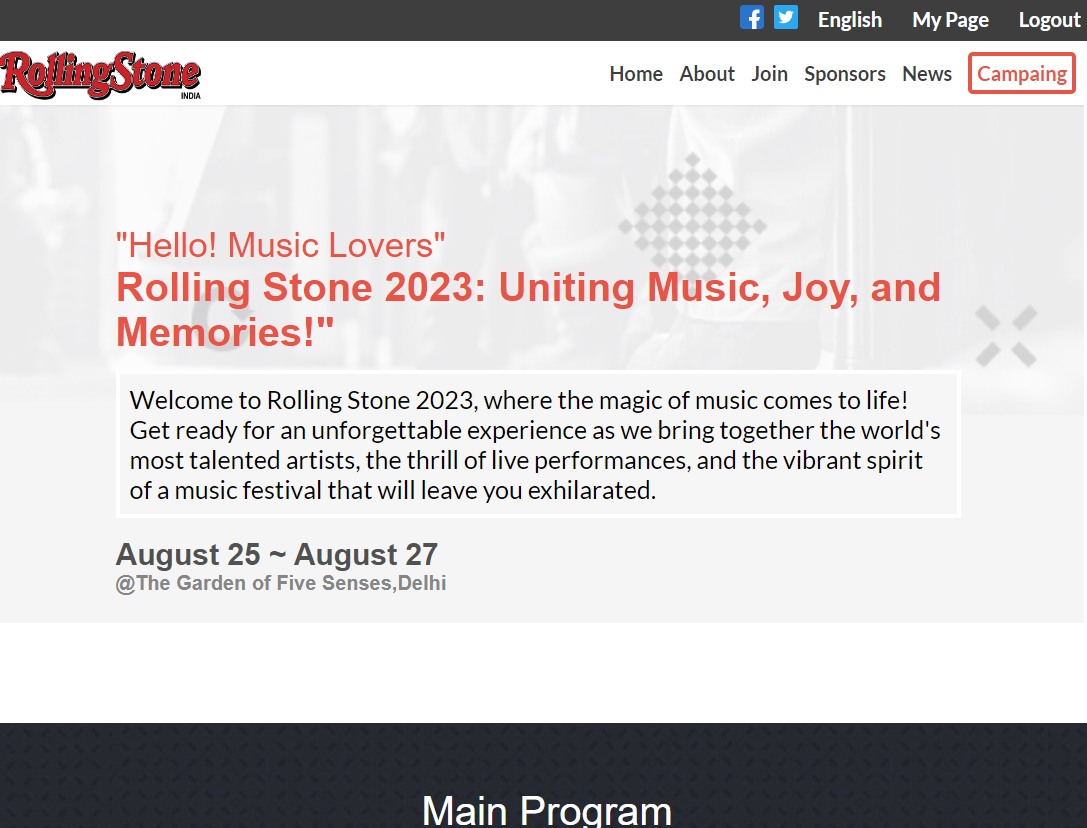 English My Page Logout
RollingStone
INDIA
Home About Join Sponsors News Campaing
"Hello! Music Lovers"
Rolling Stone 2023: Uniting Music, Joy, and
Memories!"
Welcome to Rolling Stone 2023, where the magic of music comes to life!
Get ready for an unforgettable experience as we bring together the world's
most talented artists, the thrill of live performances, and the vibrant spirit
of a music festival that will leave you exhilarated.
August 25 ~ August 27
@The Garden of Five Senses,Delhi
Main Program